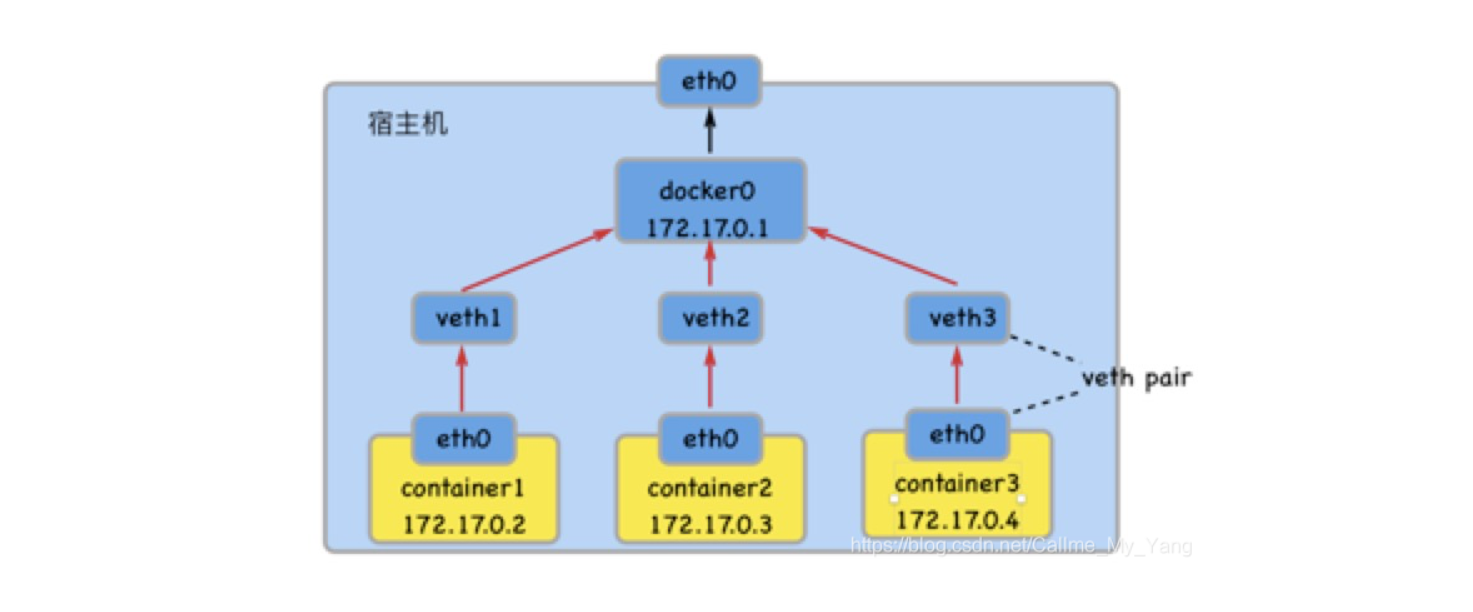 eth0
宿主机
docker0
172.17.0.1
veth1
veth2
veth3
veth pair
eth0
eth0
eth0
container1
172.17.0.2
container2
172.17.0.3
container3
172.17.0.4
https://blog.csdn.net/Callme_My_Yang